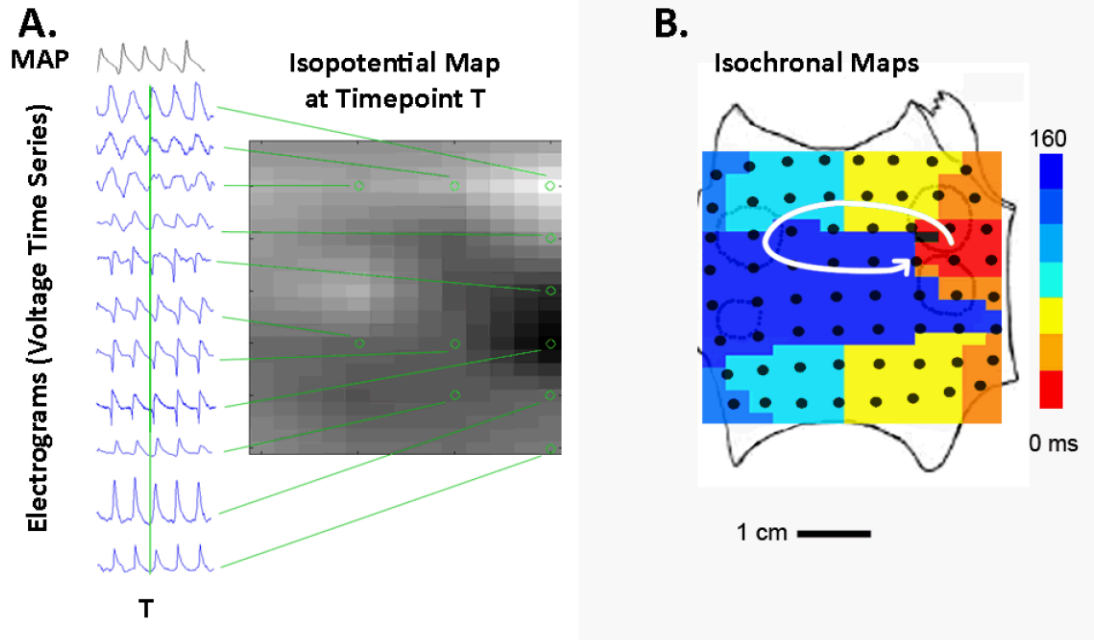 A.
MAP
Electrograms (Voltage Time Series)
Isopotential Map
at Timepoint T
T
B.
Isochronal Maps
160
0 ms
1 cm